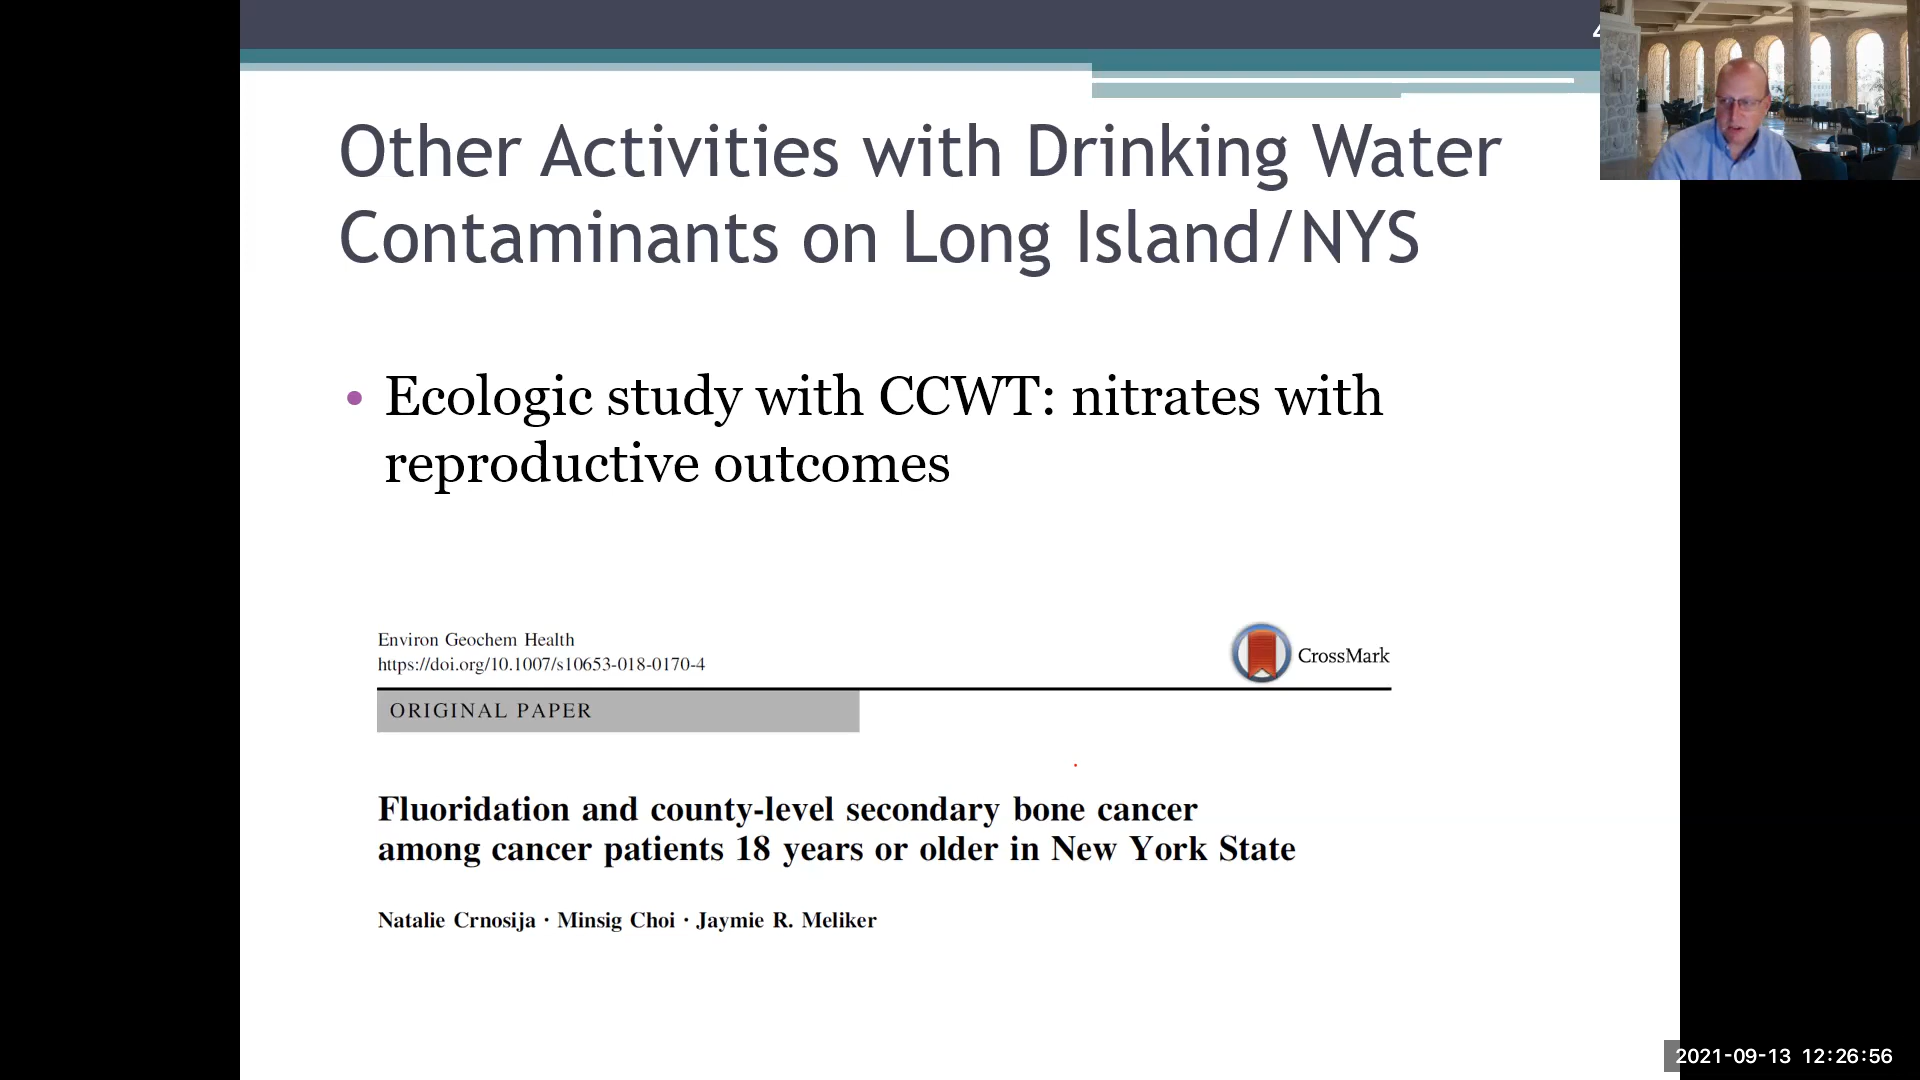 Other Activities with Drinking Water
Contaminants on Long Island/NYS
• Ecologic study with CCWT: nitrates with
reproductive outcomes
Environ Geochem Health
https://doi.org/10.1007/s10653-018-0170-4
CrossMark
ORIGINAL PAPER
Fluoridation and county-level secondary bone cancer
among cancer patients 18 years or older in New York State
Natalie Crnosija · Minsig Choi · Jaymie R. Meliker
2021-09-13 12:26:56